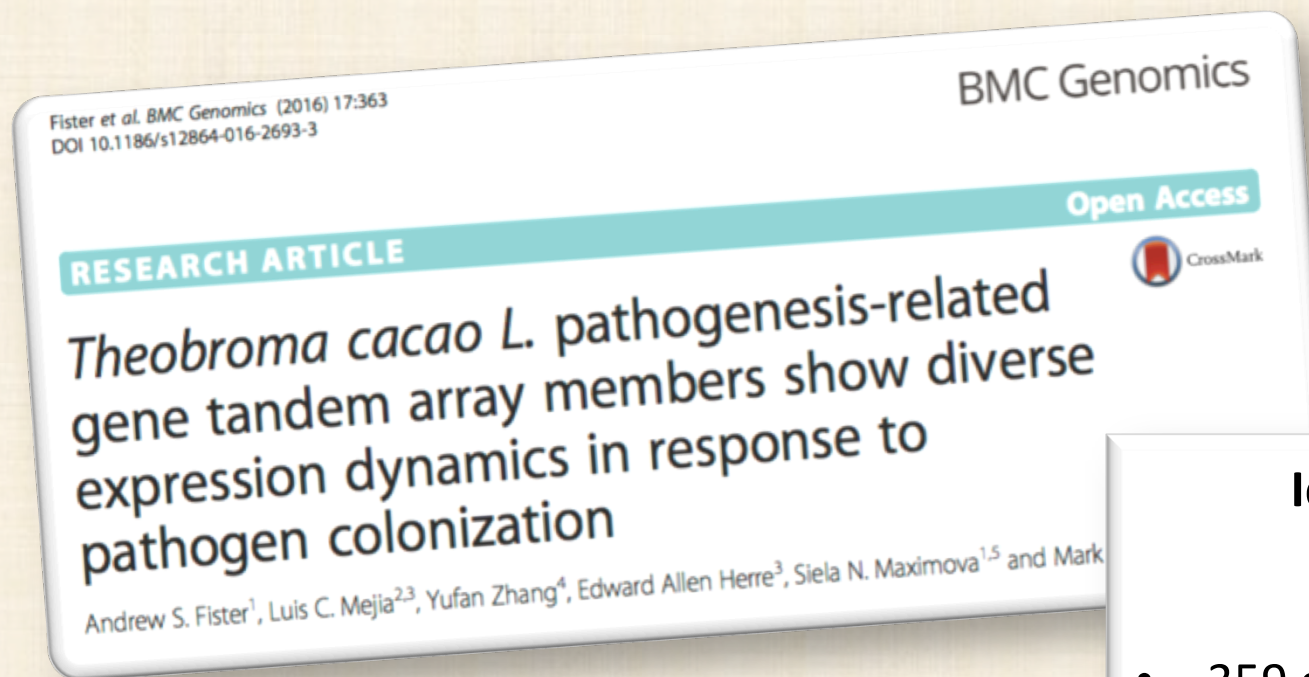 Fister et al. BMC Genomics (2016) 17:363
DOI 10.1186/s12864-016-2693-3
BMC Genomics
RESEARCH ARTICLE
Open Access
CrossMark
Theobroma cacao L. pathogenesis-related
gene tandem array members show diverse
expression dynamics in response to
pathogen colonization
Andrew S. Fister1, Luis C. Mejia2,3, Yufan Zhang4, Edward Allen Herre3, Siela N. Maximova1,5 and Mark